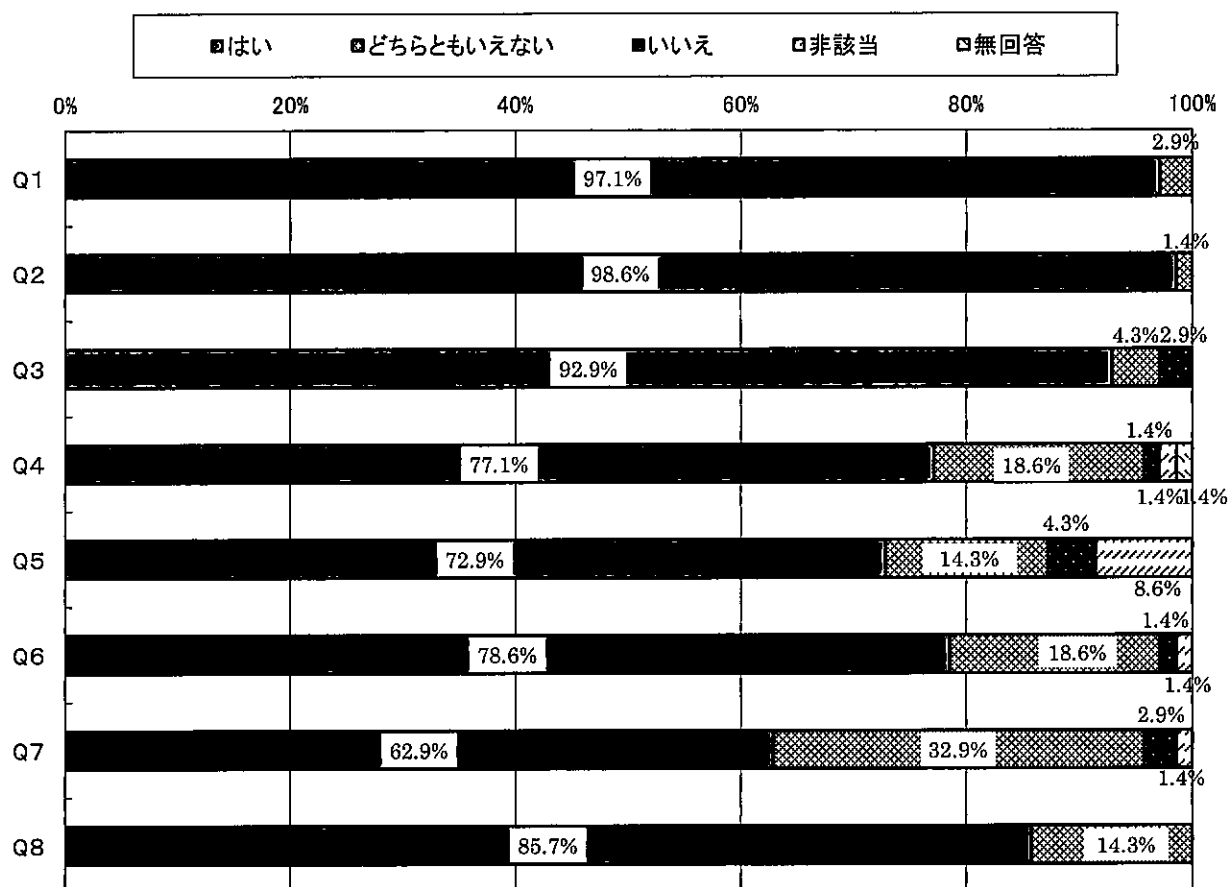 はい どちらともいえない いいえ 非該当 無回答
0% 20% 40% 60% 80% 100%
2.9%
Q1 97.1%
1.4%
Q2 98.6%
4.3% 2.9%
Q3 92.9%
1.4%
Q4 77.1% 18.6%
1.4% 1.4%
4.3%
Q5 72.9% 14.3%
8.6%
1.4%
Q6 78.6% 18.6%
1.4%
2.9%
Q7 62.9% 32.9%
1.4%
Q8 85.7% 14.3%